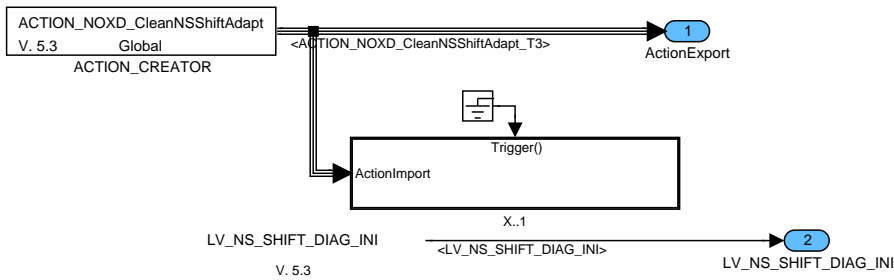 ACTION_NOXD_CleanNSShiftAdapt
V. 5.3 Global
ACTION_CREATOR
<ACTION_NOXD_CleanNSShiftAdapt_T3>
1
ActionExport
Trigger()
ActionImport
X..1
LV_NS_SHIFT_DIAG_INI
V. 5.3
<LV_NS_SHIFT_DIAG_INI>
2
LV_NS_SHIFT_DIAG_INI